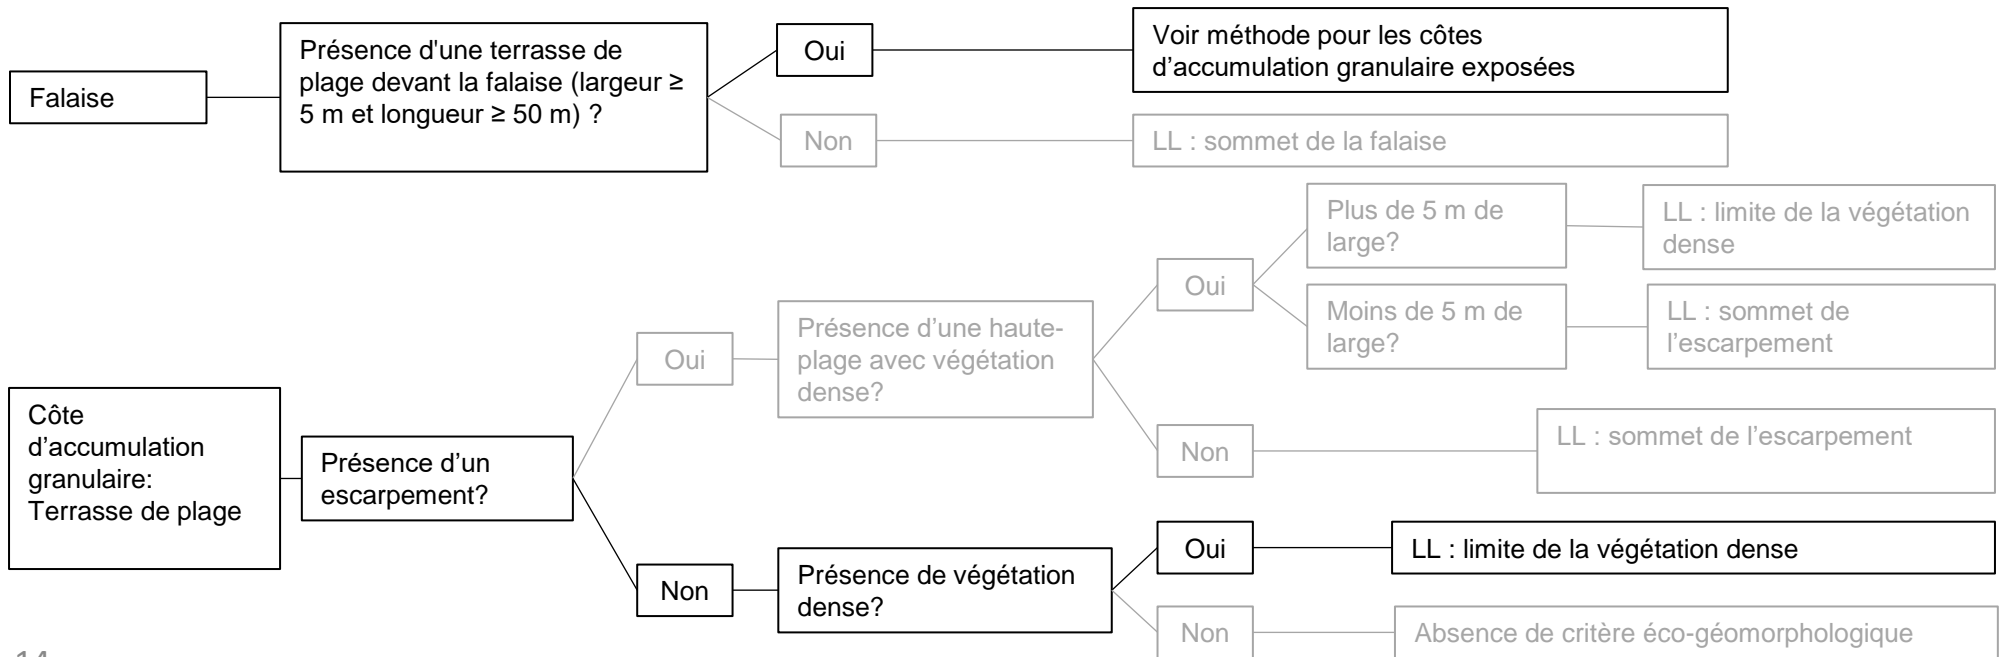 Falaise
Présence d'une terrasse de
plage devant la falaise (largeur ≥
5 m et longueur ≥ 50 m) ?
Oui
Voir méthode pour les côtes
d’accumulation granulaire exposées
Non
LL : sommet de la falaise
Côte
d’accumulation
granulaire:
Terrasse de plage
Présence d’un
escarpement?
Oui
Présence d’une haute-
plage avec végétation
dense?
Oui
Plus de 5 m de
large?
LL : limite de la végétation
dense
Moins de 5 m de
large?
LL : sommet de
l’escarpement
Non
LL : sommet de l’escarpement
Non
Présence de végétation
dense?
Oui
LL : limite de la végétation dense
Non
Absence de critère éco-géomorphologique